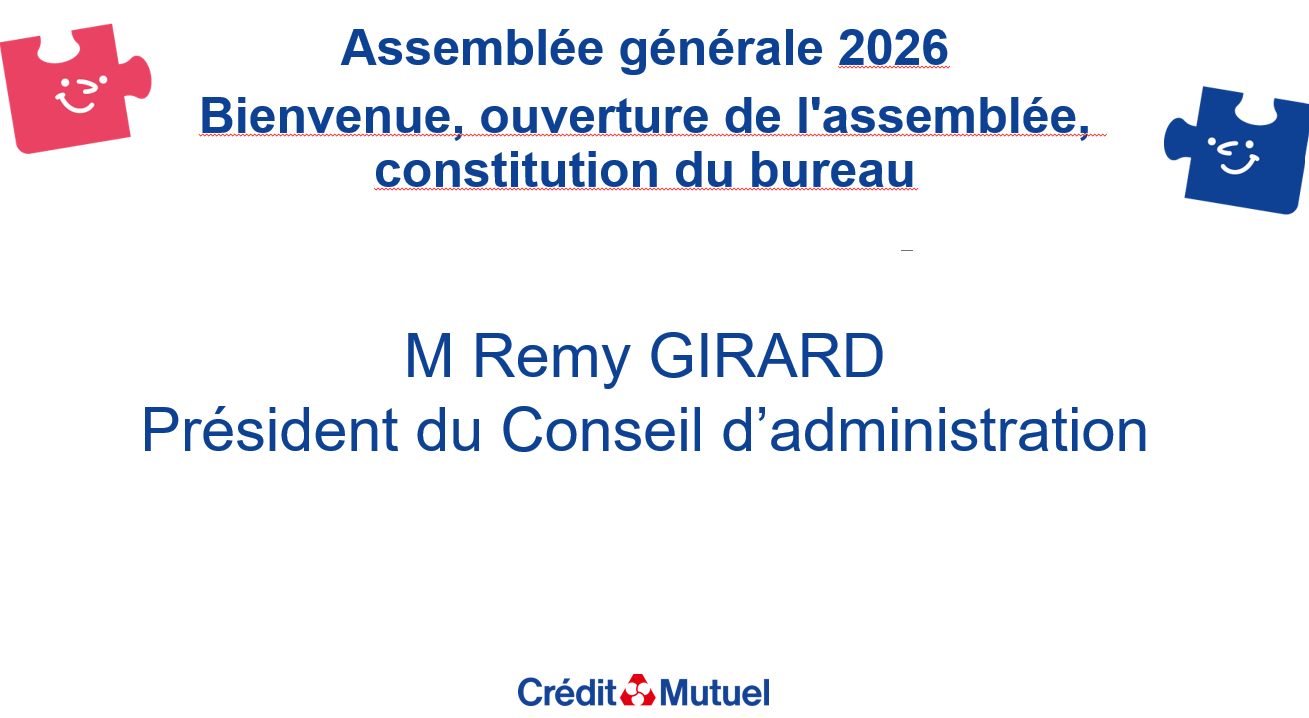 Assemblée générale 2026
Bienvenue, ouverture de l'assemblée,
constitution du bureau
–
M Remy GIRARD
Président du Conseil d’administration
Crédit Mutuel